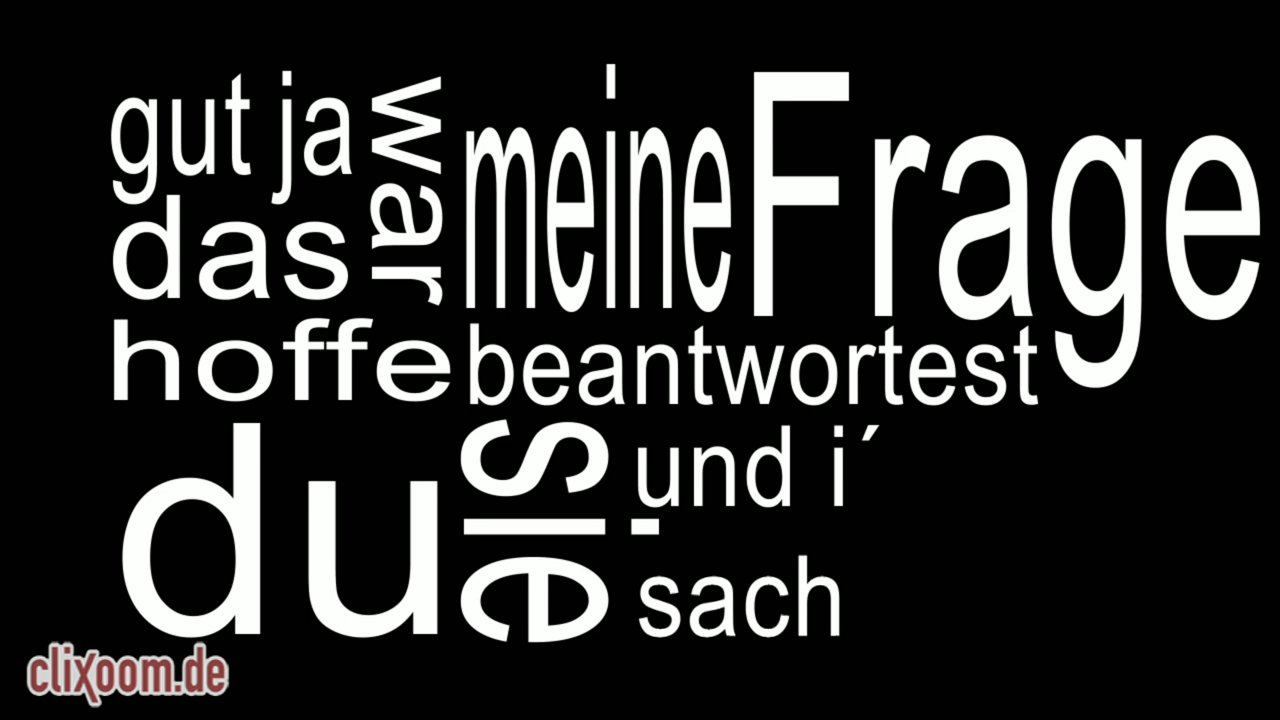 gut ja
das
war
meine
Frage
hoffe
du
beantwortest
sie
und i´
sach
clixoom.de